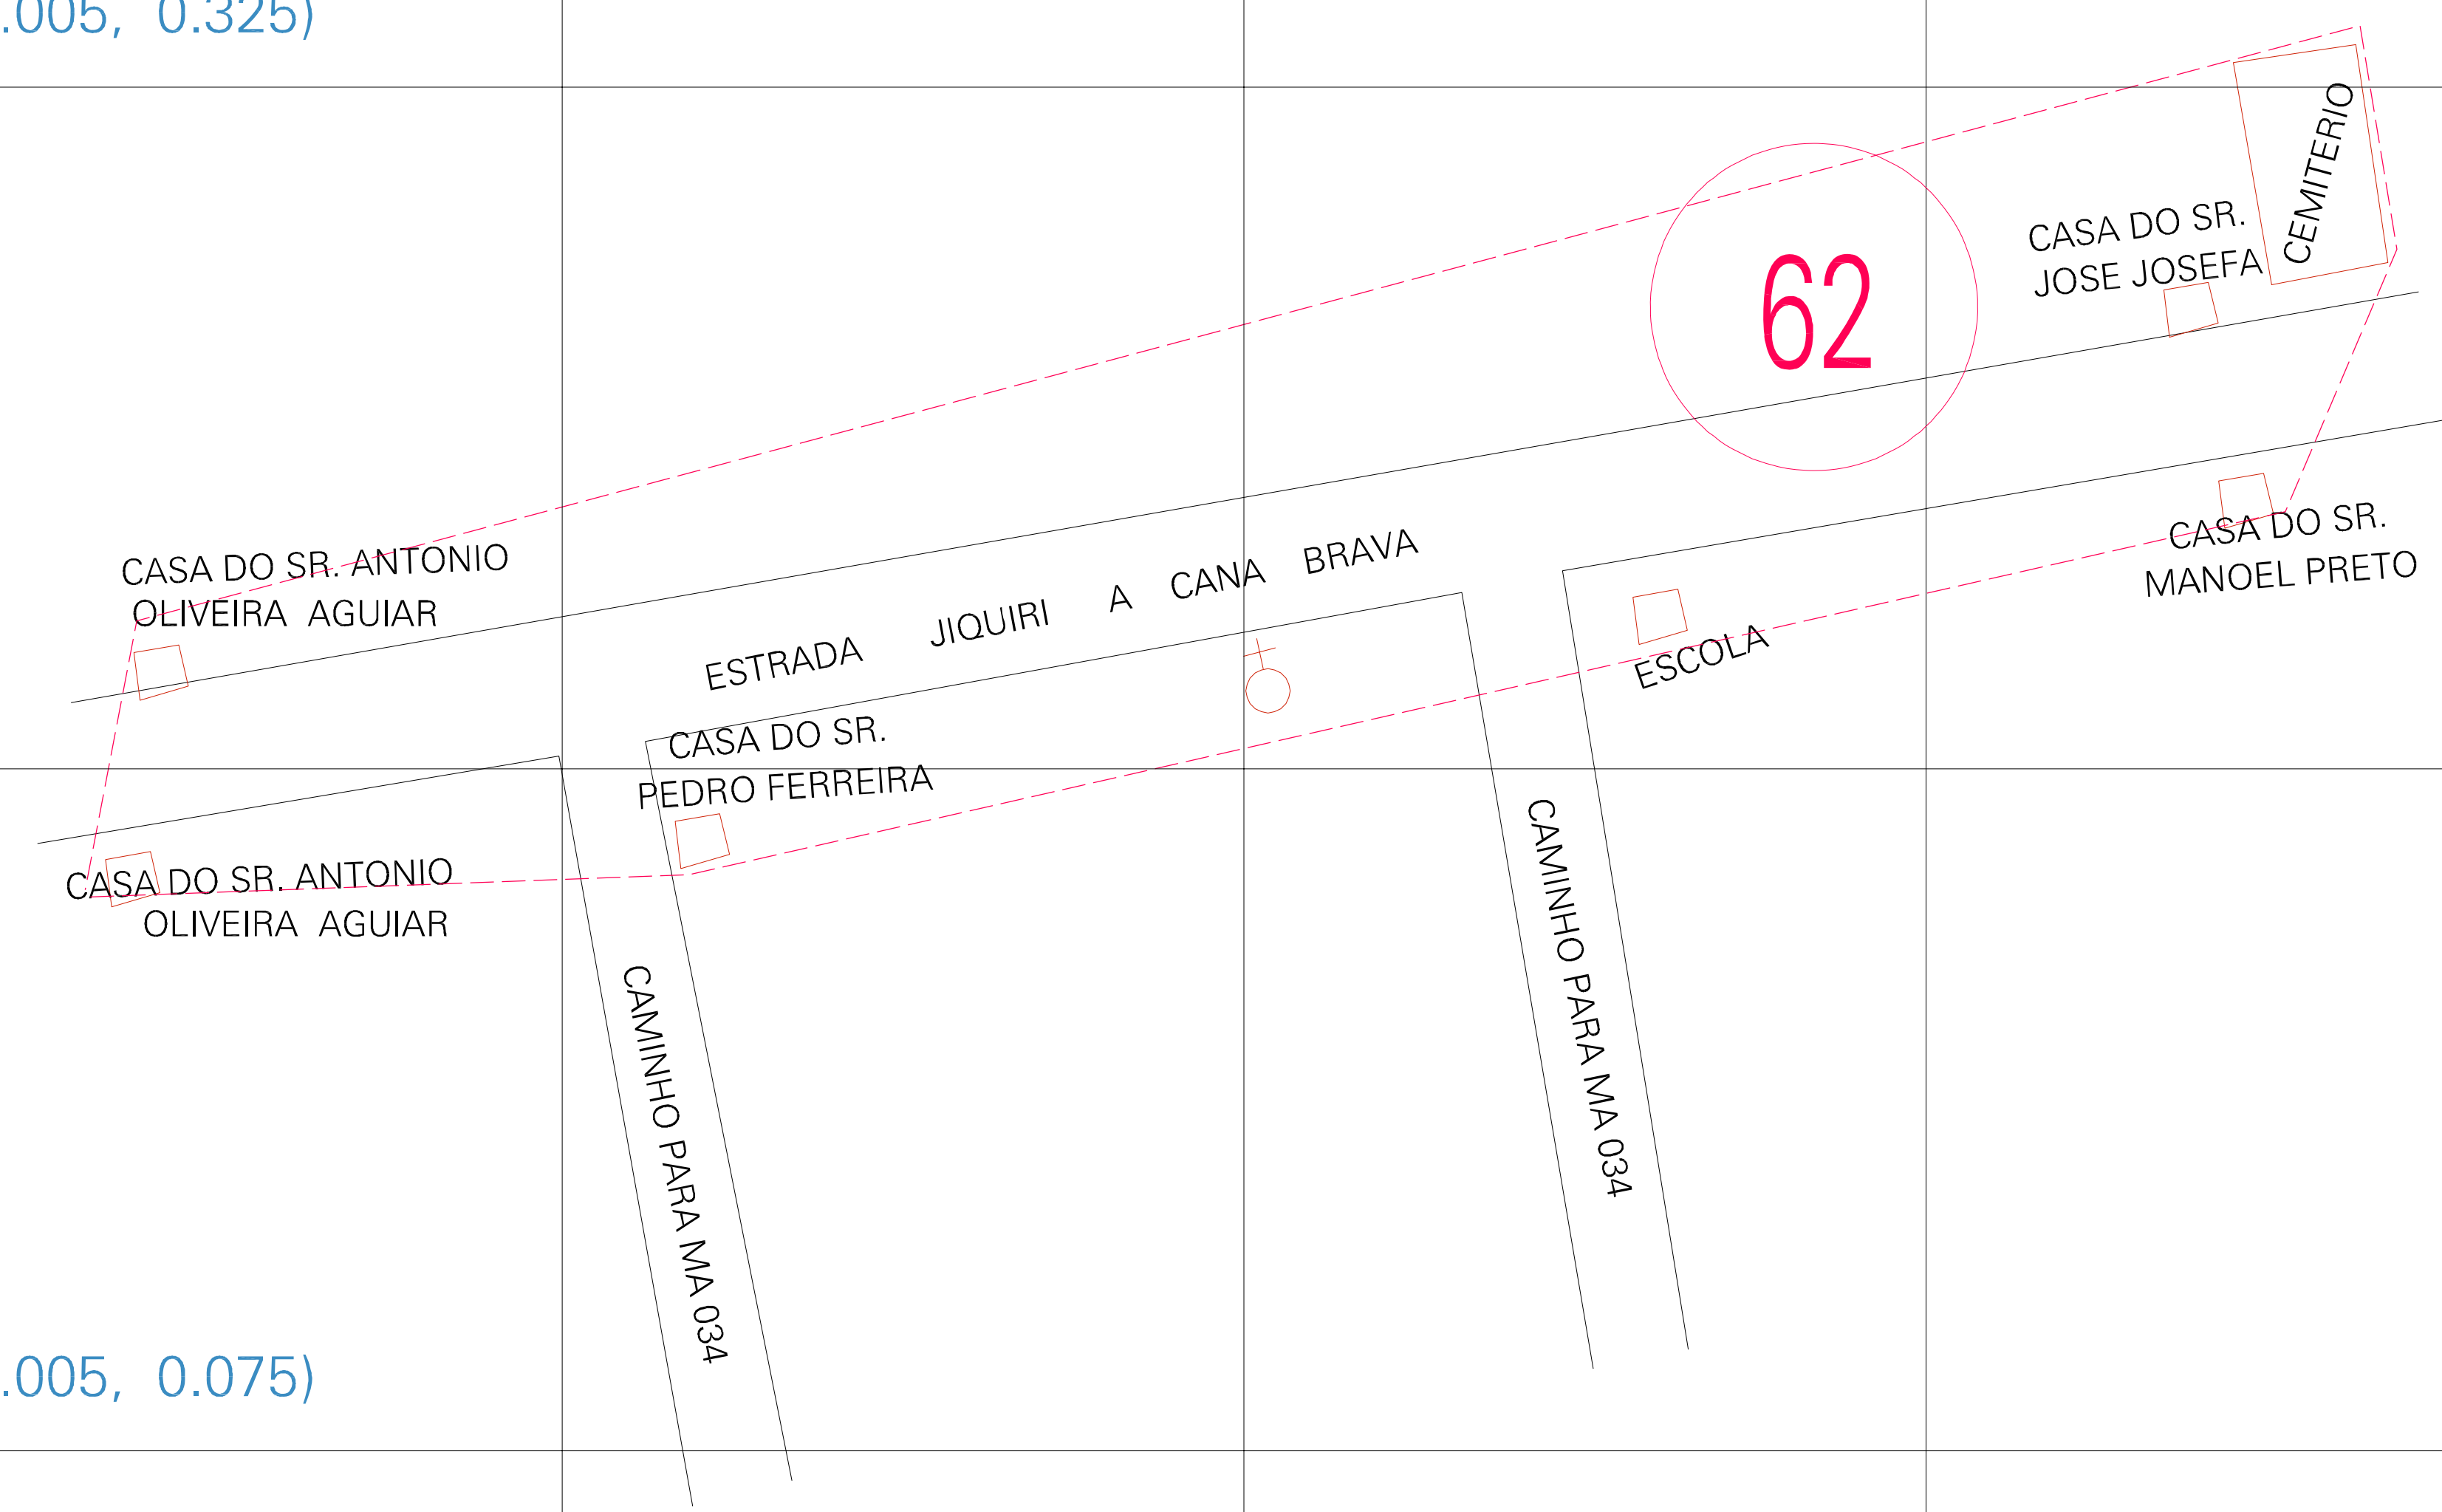 .005, 0.325)
CEMITERIO
CASA DO SR.
JOSE JOSEFA
62
CASA DO SR. ANTONIO
OLIVEIRA AGUIAR
ESTRADA JIQUIRI A CANA BRAVA
CASA DO SR.
MANOEL PRETO
ESCOLA
CASA DO SR.
PEDRO FERREIRA
CASA DO SR. ANTONIO
OLIVEIRA AGUIAR
CAMINHO PARA MA 034
CAMINHO PARA MA 034
.005, 0.075)